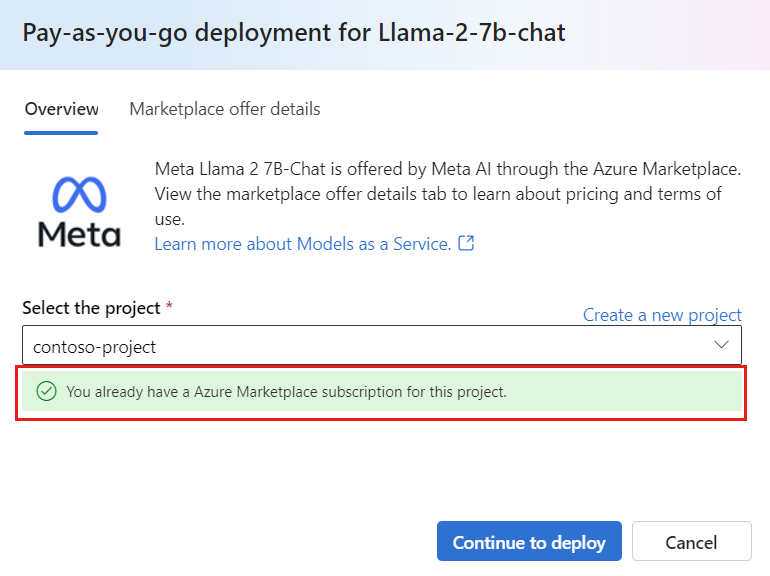 Pay-as-you-go deployment for Llama-2-7b-chat
Overview
Marketplace offer details
Meta Llama 2 7B-Chat is offered by Meta AI through the Azure Marketplace.
View the marketplace offer details tab to learn about pricing and terms of
use.
Learn more about Models as a Service.
Meta
Select the project *
Create a new project
contoso-project
You already have a Azure Marketplace subscription for this project.
Continue to deploy
Cancel